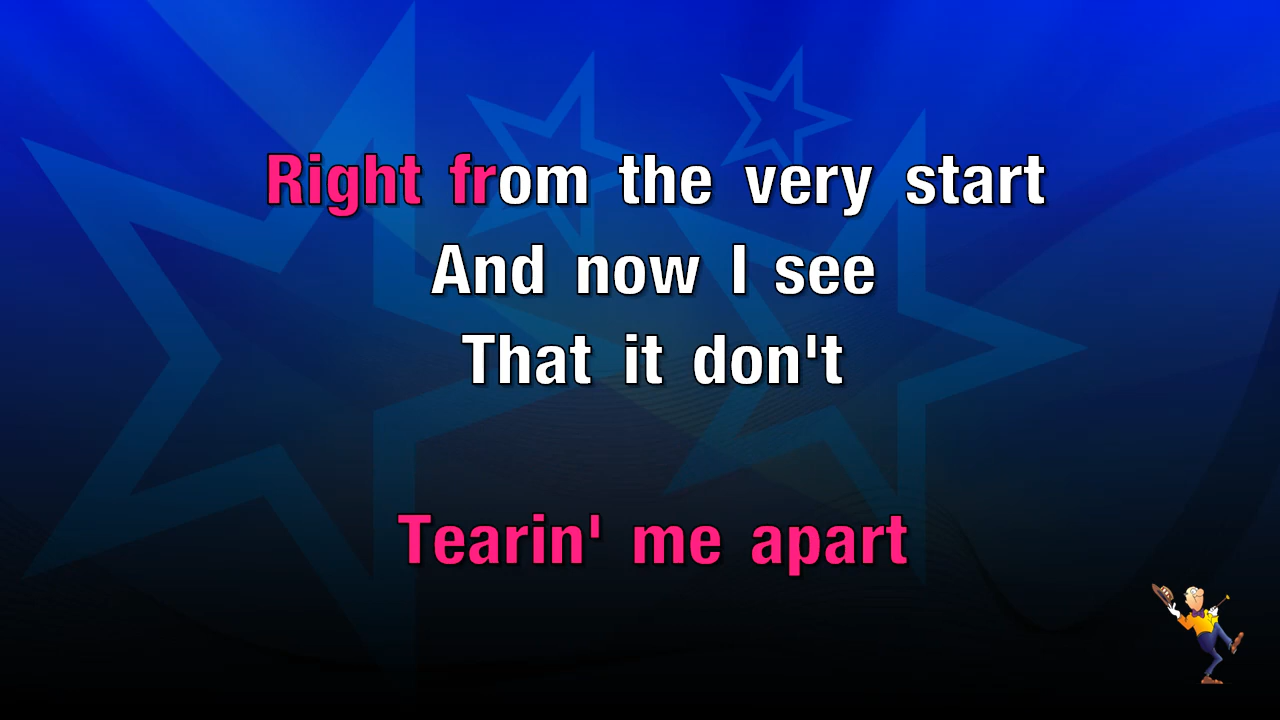 Right from the very start
And now I see
That it don't
Tearin' me apart